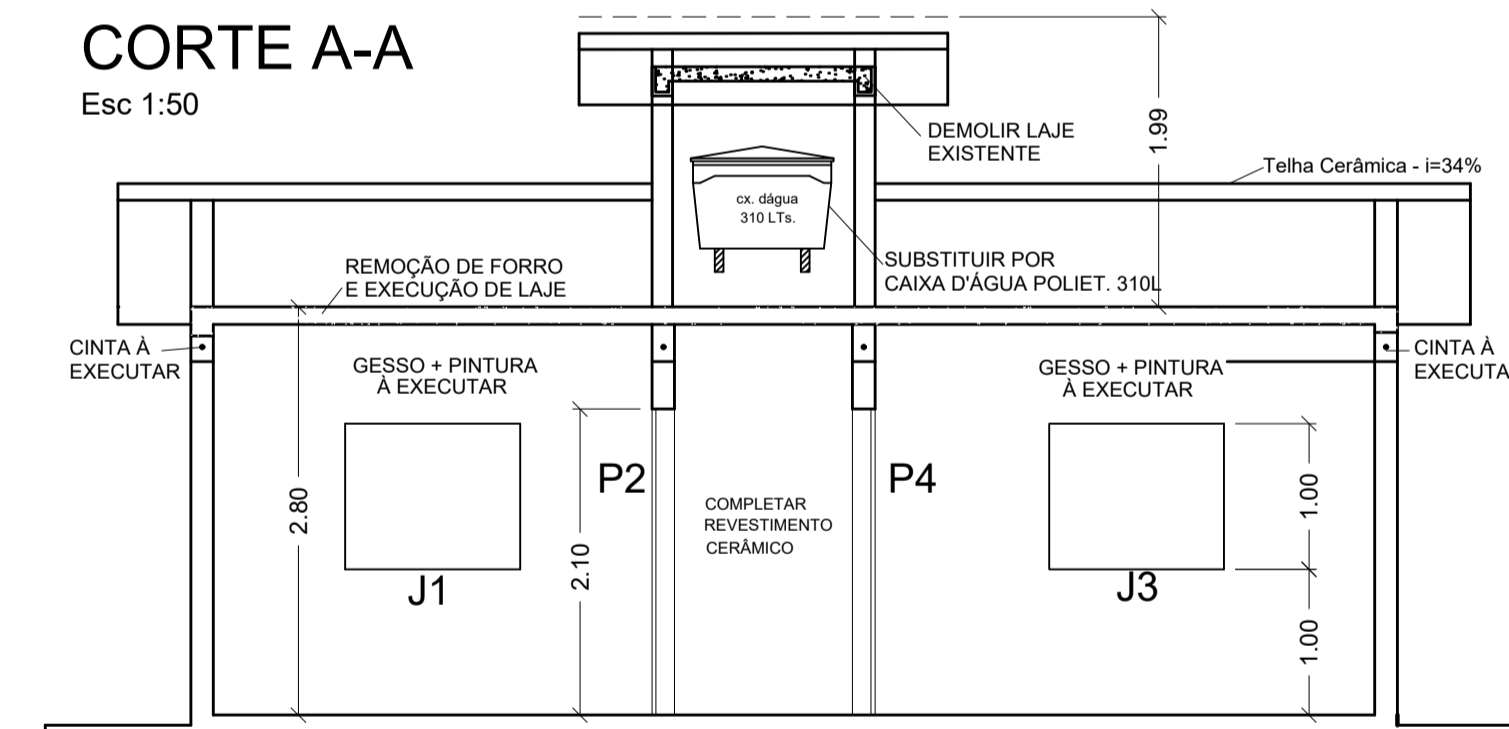 CORTE A-A
Esc 1:50
DEMOLIR LAJE
EXISTENTE
1.99
Telha Cerâmica - i=34%
cx. dágua
310 LTs.
SUBSTITUIR POR
CAIXA D'ÁGUA POLIET. 310L
REMOÇÃO DE FORRO
E EXECUÇÃO DE LAJE
CINTA À
EXECUTAR
GESSO + PINTURA
À EXECUTAR
GESSO + PINTURA
À EXECUTAR
CINTA À
EXECUTA
2.80
J1
2.10
P2
COMPLETAR
REVESTIMENTO
CERÂMICO
P4
J3
1.00
1.00